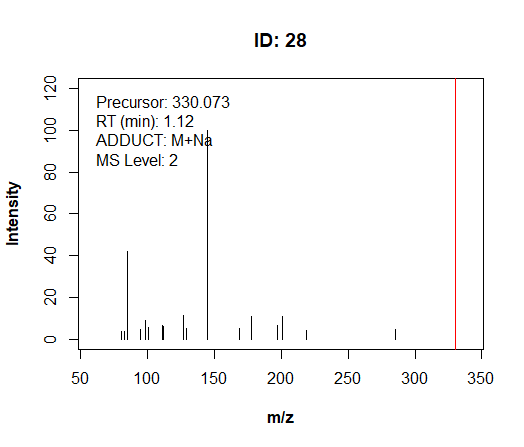 ID: 28
Precursor: 330.073
RT (min): 1.12
ADDUCT: M+Na
MS Level: 2
Intensity
120
100
80
60
40
20
0
50 100 150 200 250 300 350
m/z